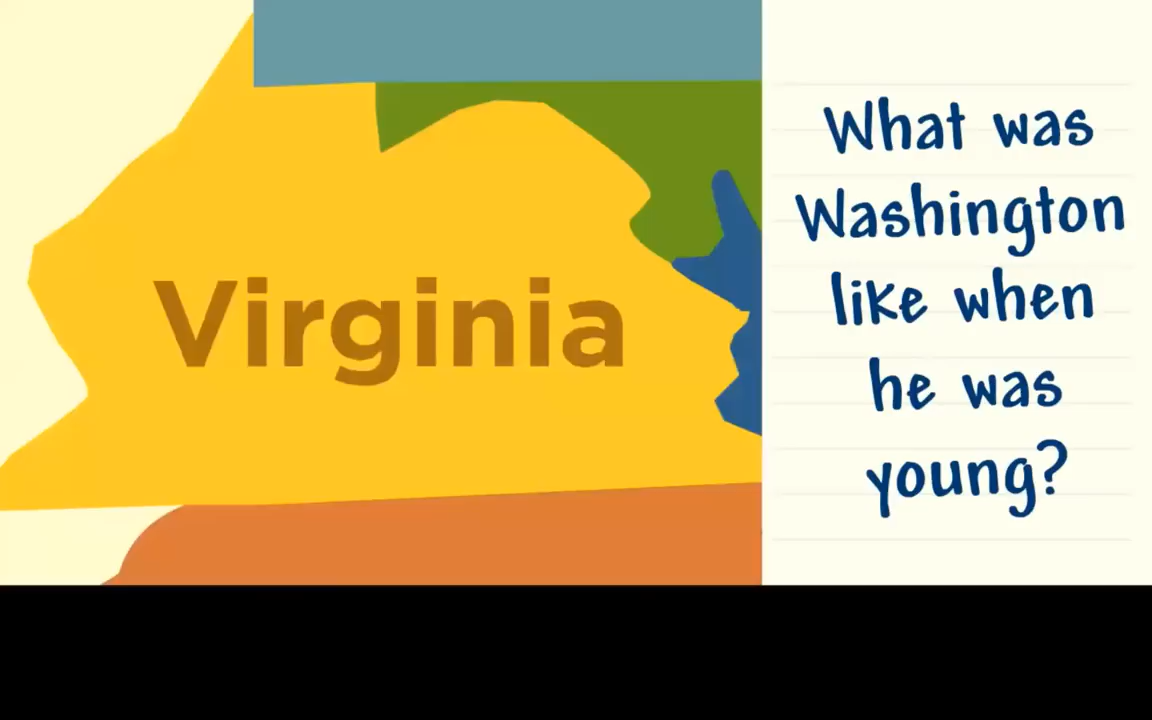 Virginia
What was
Washington
like when
he was
young?